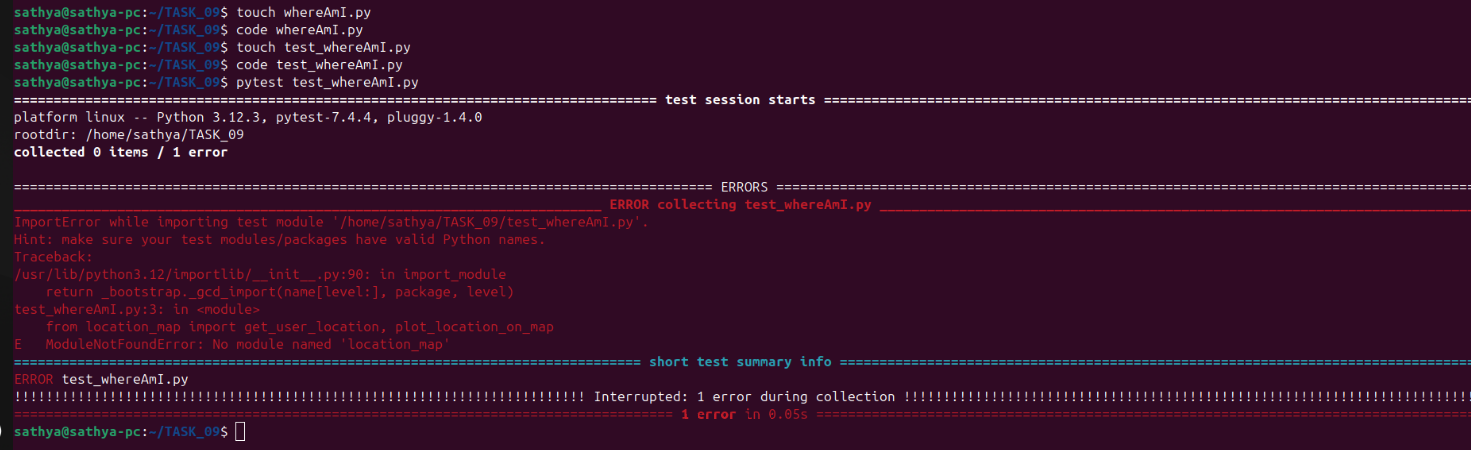 sathya@sathya-pc:~/TASK_09$ touch whereAmI.py
sathya@sathya-pc:~/TASK_09$ code whereAmI.py
sathya@sathya-pc:~/TASK_09$ touch test_whereAmI.py
sathya@sathya-pc:~/TASK_09$ code test_whereAmI.py
sathya@sathya-pc:~/TASK_09$ pytest test_whereAmI.py
================================================================================= test session starts ==================================================================================
platform linux -- Python 3.12.3, pytest-7.4.4, pluggy-1.4.0
rootdir: /home/sathya/TASK_09
collected 0 items / 1 error

======================================================================================== ERRORS ========================================================================================
__________________________________________________________________________ ERROR collecting test_whereAmI.py ___________________________________________________________________________
ImportError while importing test module '/home/sathya/TASK_09/test_whereAmI.py'.
Hint: make sure your test modules/packages have valid Python names.
Traceback:
/usr/lib/python3.12/importlib/__init__.py:90: in import_module
    return _bootstrap._gcd_import(name[level:], package, level)
test_whereAmI.py:3: in <module>
    from location_map import get_user_location, plot_location_on_map
E   ModuleNotFoundError: No module named 'location_map'
=============================================================================== short test summary info ================================================================================
ERROR test_whereAmI.py
!!!!!!!!!!!!!!!!!!!!!!!!!!!!!!!!!!!!!!!!!!!!!!!!!!!!!!!!!!!!!!!!!!!!!!!! Interrupted: 1 error during collection !!!!!!!!!!!!!!!!!!!!!!!!!!!!!!!!!!!!!!!!!!!!!!!!!!!!!!!!!!!!!!!!!!!!!!!!
=================================================================================== 1 error in 0.05s ===================================================================================
sathya@sathya-pc:~/TASK_09$